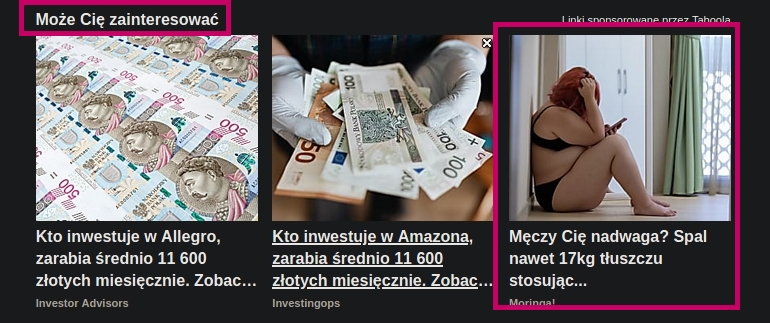 Może Cię zainteresować
Linki sponsorowane przez Taboola
Kto inwestuje w Allegro,
zarabia średnio 11 600
złotych miesięcznie. Zobac…
Investor Advisors
Kto inwestuje w Amazona,
zarabia średnio 11 600
złotych miesięcznie. Zobac…
Investingops
Męczy Cię nadwaga? Spal
nawet 17kg tłuszczu
stosując...
Moringa!